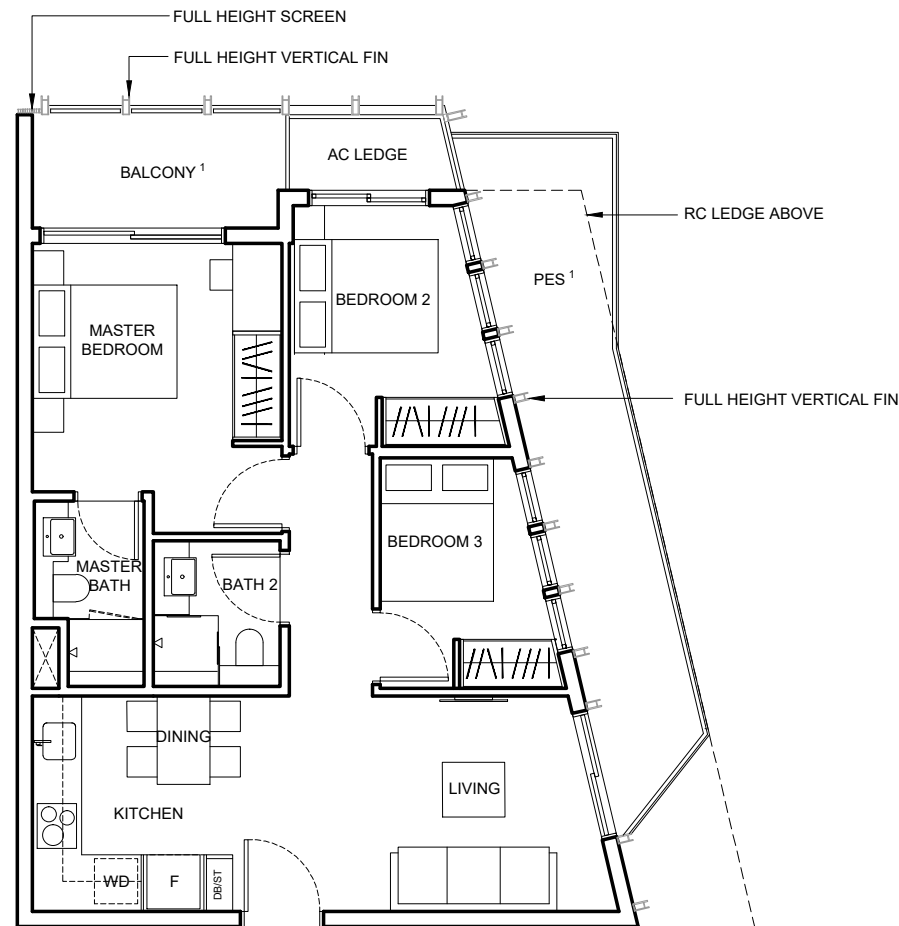 FULL HEIGHT SCREEN
FULL HEIGHT VERTICAL FIN
BALCONY 1
AC LEDGE
RC LEDGE ABOVE
PES 1
BEDROOM 2
MASTER
BEDROOM
FULL HEIGHT VERTICAL FIN
BEDROOM 3
MASTER
BATH
BATH 2
DINING
LIVING
KITCHEN
WD
F
DB/ST